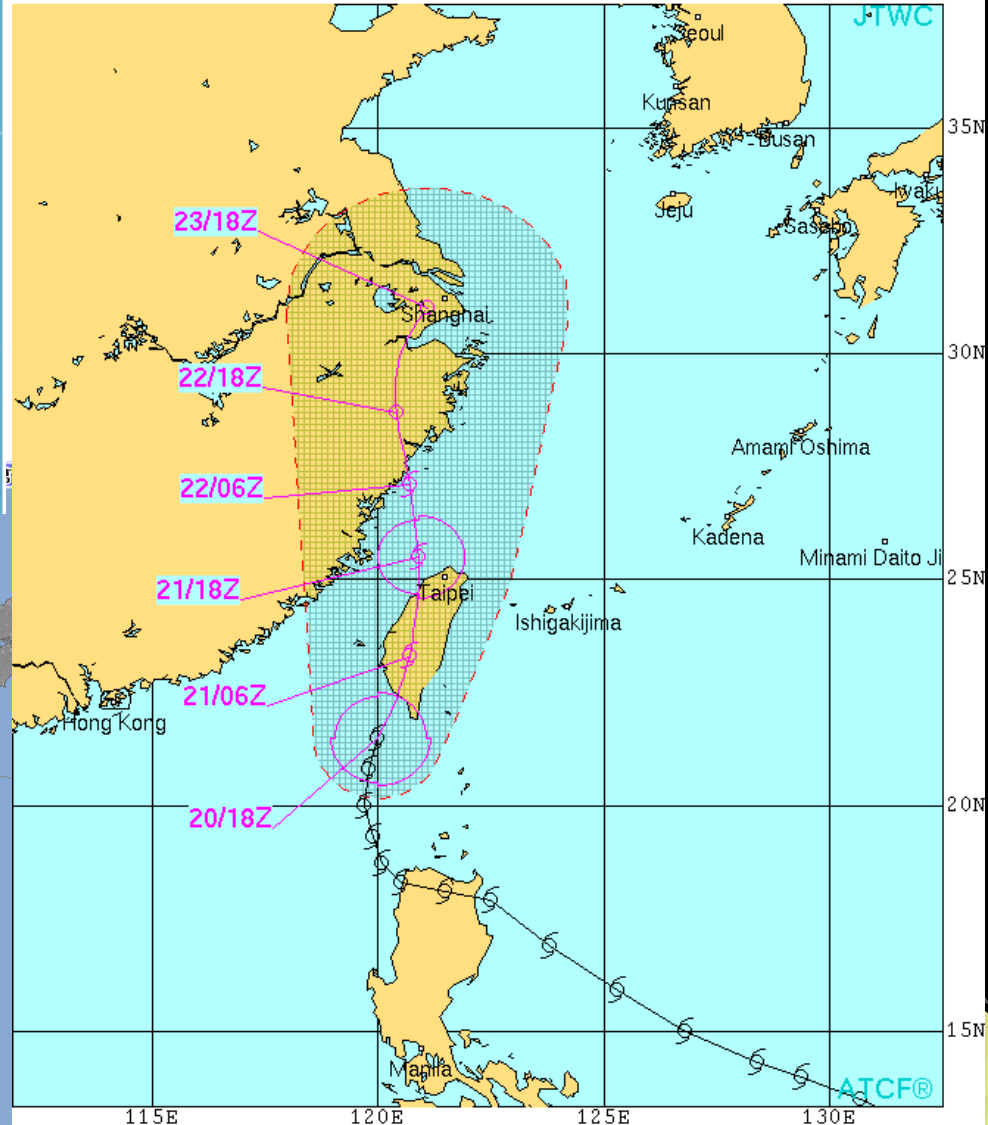 JTWC
Seoul
Kunsan
35N
Busan
Jeju
Iwaku
Sasebo
23/18Z
Shanghai
30N
22/18Z
Amami Oshima
22/06Z
Kadena
Minami Daito Ji
21/18Z
25N
Taipei
Ishigakijima
21/06Z
Hong Kong
20/18Z
20N
15N
Manila
ATCF®
115E 120E 125E 130E